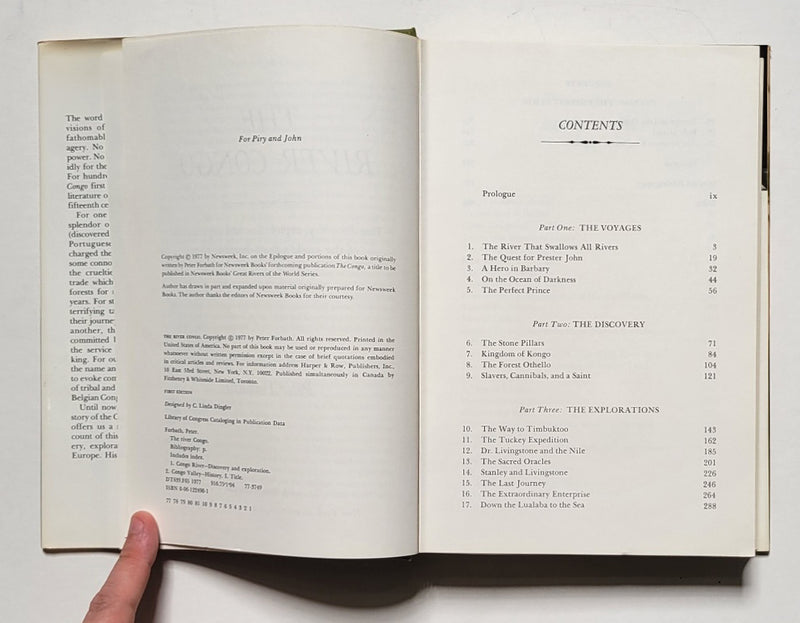 The word
visions of
fathomabl
agery. No
power. No
idly for the
For hundr
Congo first
literature o
fifteenth ce
For one
splendor o
(discovered
Portuguese
charged the
some conno
the crueltie
trade which
forests for
years. For st
terrifying
their journe
another, th
committed
the service
king. For ou
the name an
to evoke con
of tribal and
Belgian Cong
Until now
story of the C
offers us a
count of this
ery, explora
Europe. His
For Piry and John
Copyright © 1977 by Newsweek, Inc. on the Epilogue and portions of this book originally
written by Peter Forbath for Newsweek Books' forthcoming publication The Congo, a title to be
published in Newsweek Books' Great Rivers of the World Series.
Author has drawn in part and expanded upon material originally prepared for Newsweek
Books. The author thanks the editors of Newsweek Books for their courtesy.
THE RIVER CONGO. Copyright © 1977 by Peter Forbath. All rights reserved. Printed in the
United States of America. No part of this book may be used or reproduced in any manner
whatsoever without written permission except in the case of brief quotations embodied
in critical articles and reviews. For information address Harper & Row, Publishers, Inc.,
10 East 53rd Street, New York, N.Y. 10022. Published simultaneously in Canada by
Fitzhenry & Whiteside Limited, Toronto.
FIRST EDITION
Designed by C. Linda Dingler
Library of Congress Cataloging in Publication Data
Forbath, Peter.
The river Congo.
Bibliography: p.
Includes index.
1. Congo River—Discovery and exploration.
2. Congo Valley—History. I. Title.
1977 77-3749
ISBN 0-06-122490-1
77 78 79 80 81 10 9 8 7 6 5 4 3 2 1
CONTENTS
Prologue ix
Part One: THE VOYAGES
1. The River That Swallows All Rivers 3
2. The Quest for Prester John 19
3. A Hero in Barbary 32
4. On the Ocean of Darkness 44
5. The Perfect Prince 56
Part Two: THE DISCOVERY
6. The Stone Pillars 71
7. Kingdom of Kongo 84
8. The Forest Othello 104
9. Slavers, Cannibals, and a Saint 121
Part Three: THE EXPLORATIONS
10. The Way to Timbuktoo 143
11. The Tuckey Expedition 162
12. Dr. Livingstone and the Nile 185
13. The Sacred Oracles 201
14. Stanley and Livingstone 226
15. The Last Journey 246
16. The Extraordinary Enterprise 264
17. Down the Lualaba to the Sea 288